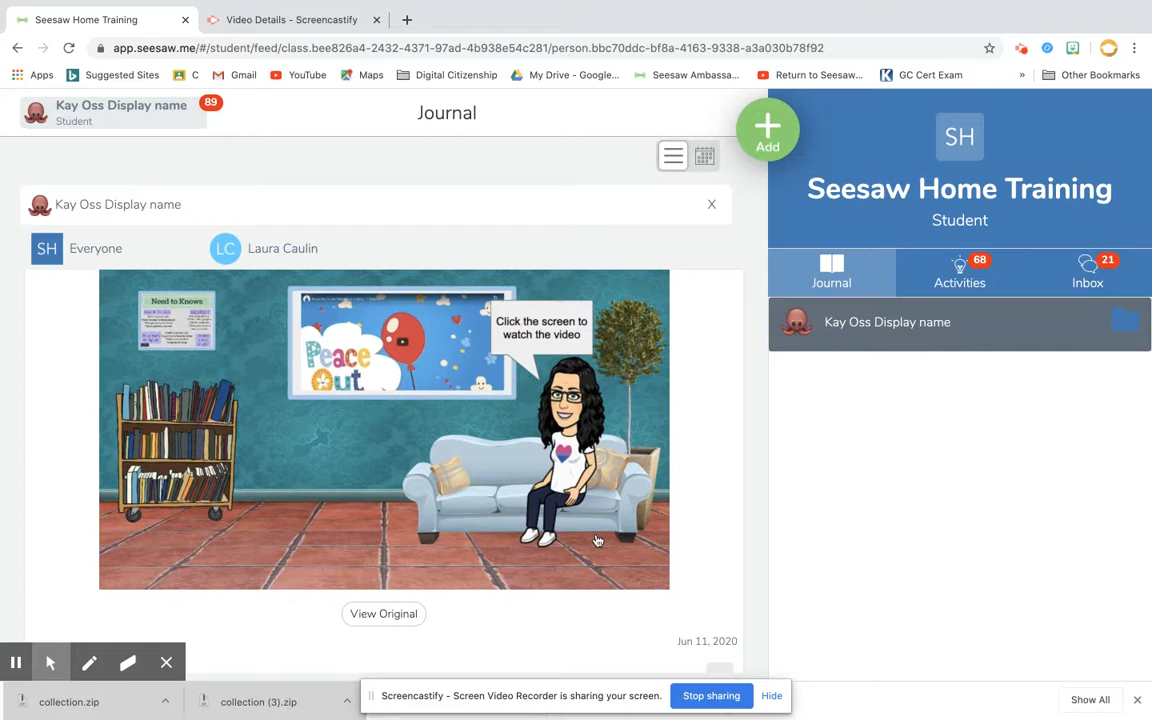 Seesaw Home Training
Video Details - Screencastify
app.seesaw.me/#/student/feed/class.bee826a4-2432-4371-97ad-4b938e54c281/person.bbc70ddc-bf8a-4163-9338-a3a030b78f92
Apps
Suggested Sites
C
Gmail
YouTube
Maps
Digital Citizenship
My Drive - Google...
Seesaw Ambassa...
Return to Seesaw...
GC Cert Exam
»
Other Bookmarks
Kay Oss Display name
Student
89
Journal
Add
SH
Seesaw Home Training
Student
Journal
Activities
68
Inbox
21
Kay Oss Display name
Kay Oss Display name
X
SH
Everyone
LC
Laura Caulin
Need to Knows
Peace
Out
Click the screen to
watch the video
View Original
Jun 11, 2020
collection.zip
collection (3).zip
Screencastify - Screen Video Recorder is sharing your screen.
Stop sharing
Hide
Show All